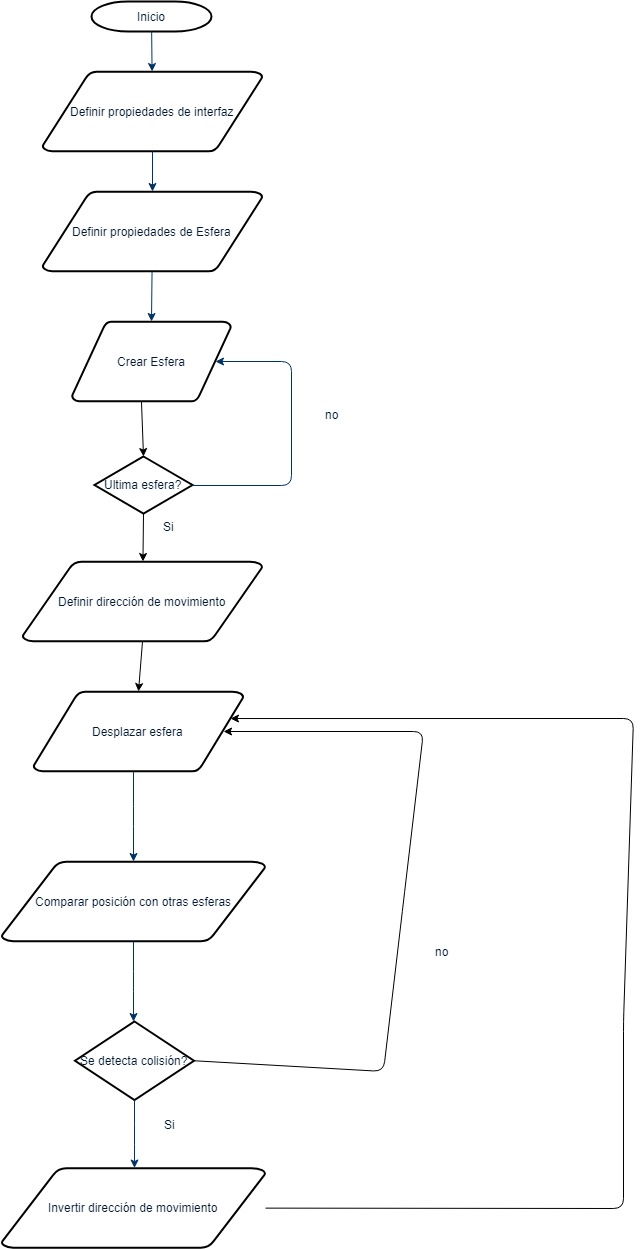 Inicio
Definir propiedades de interfaz
Definir propiedades de Esfera
Crear Esfera
no
Ultima esfera?
Si
Definir dirección de movimiento
Desplazar esfera
Comparar posición con otras esferas
no
Se detecta colisión?
Si
Invertir dirección de movimiento